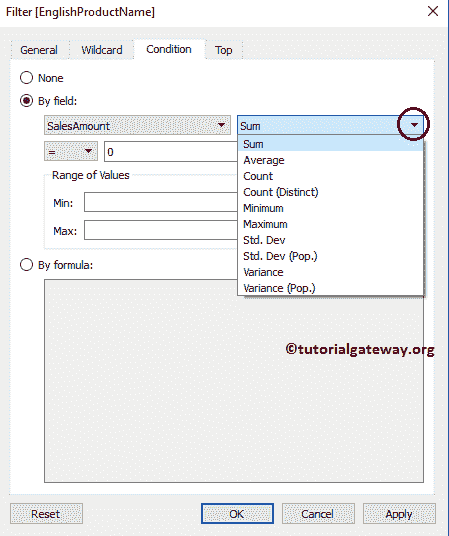 Filter [EnglishProductName]
General Wildcard Condition Top
None
By field:
SalesAmount Sum
= 0
Sum
Average
Count
Count (Distinct)
Minimum
Maximum
Std. Dev
Std. Dev (Pop.)
Variance
Variance (Pop.)
Range of Values
Min:
Max:
By formula:
©tutorialgateway.org
Reset OK Cancel Apply